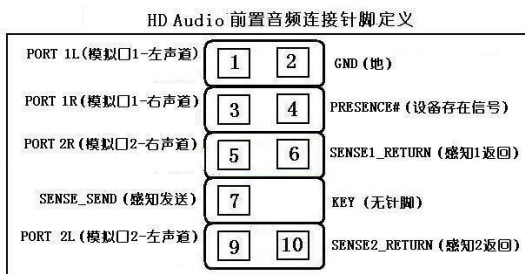 HD Audio 前置音频连接针脚定义
PORT 1L(模拟口1-左声道) 1 2 GND(地)
PORT 1R(模拟口1-右声道) 3 4 PRESENCE#(设备存在信号)
PORT 2R(模拟口2-右声道) 5 6 SENSE1_RETURN(感知1返回)
SENSE_SEND(感知发送) 7 KEY (无针脚)
PORT 2L(模拟口2-左声道) 9 10 SENSE2_RETURN(感知2返回)